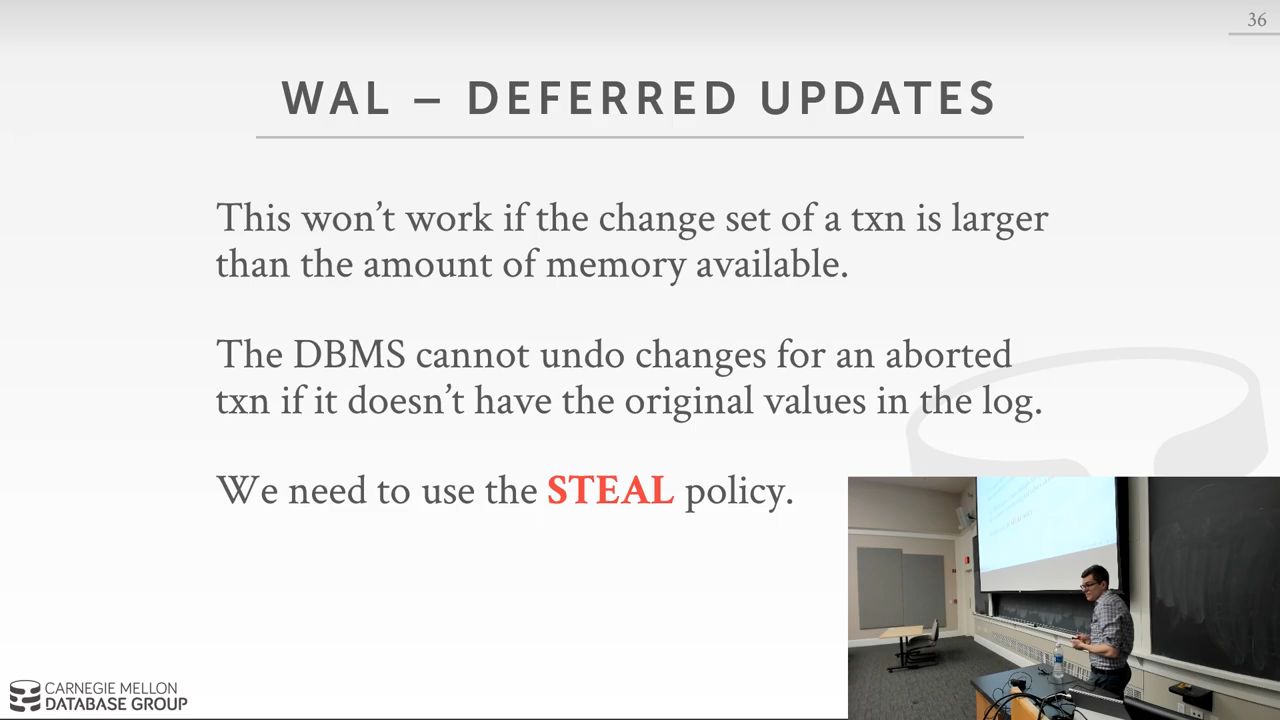 36
WAL – DEFERRED UPDATES
This won’t work if the change set of a txn is larger
than the amount of memory available.
The DBMS cannot undo changes for an aborted
txn if it doesn’t have the original values in the log.
We need to use the STEAL policy.
CARNEGIE MELLON
DATABASE GROUP